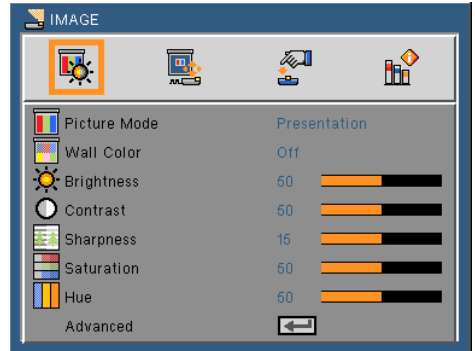 IMAGE
Picture Mode Presentation
Wall Color Off
Brightness 50
Contrast 50
Sharpness 15
Saturation 50
Hue 50
Advanced